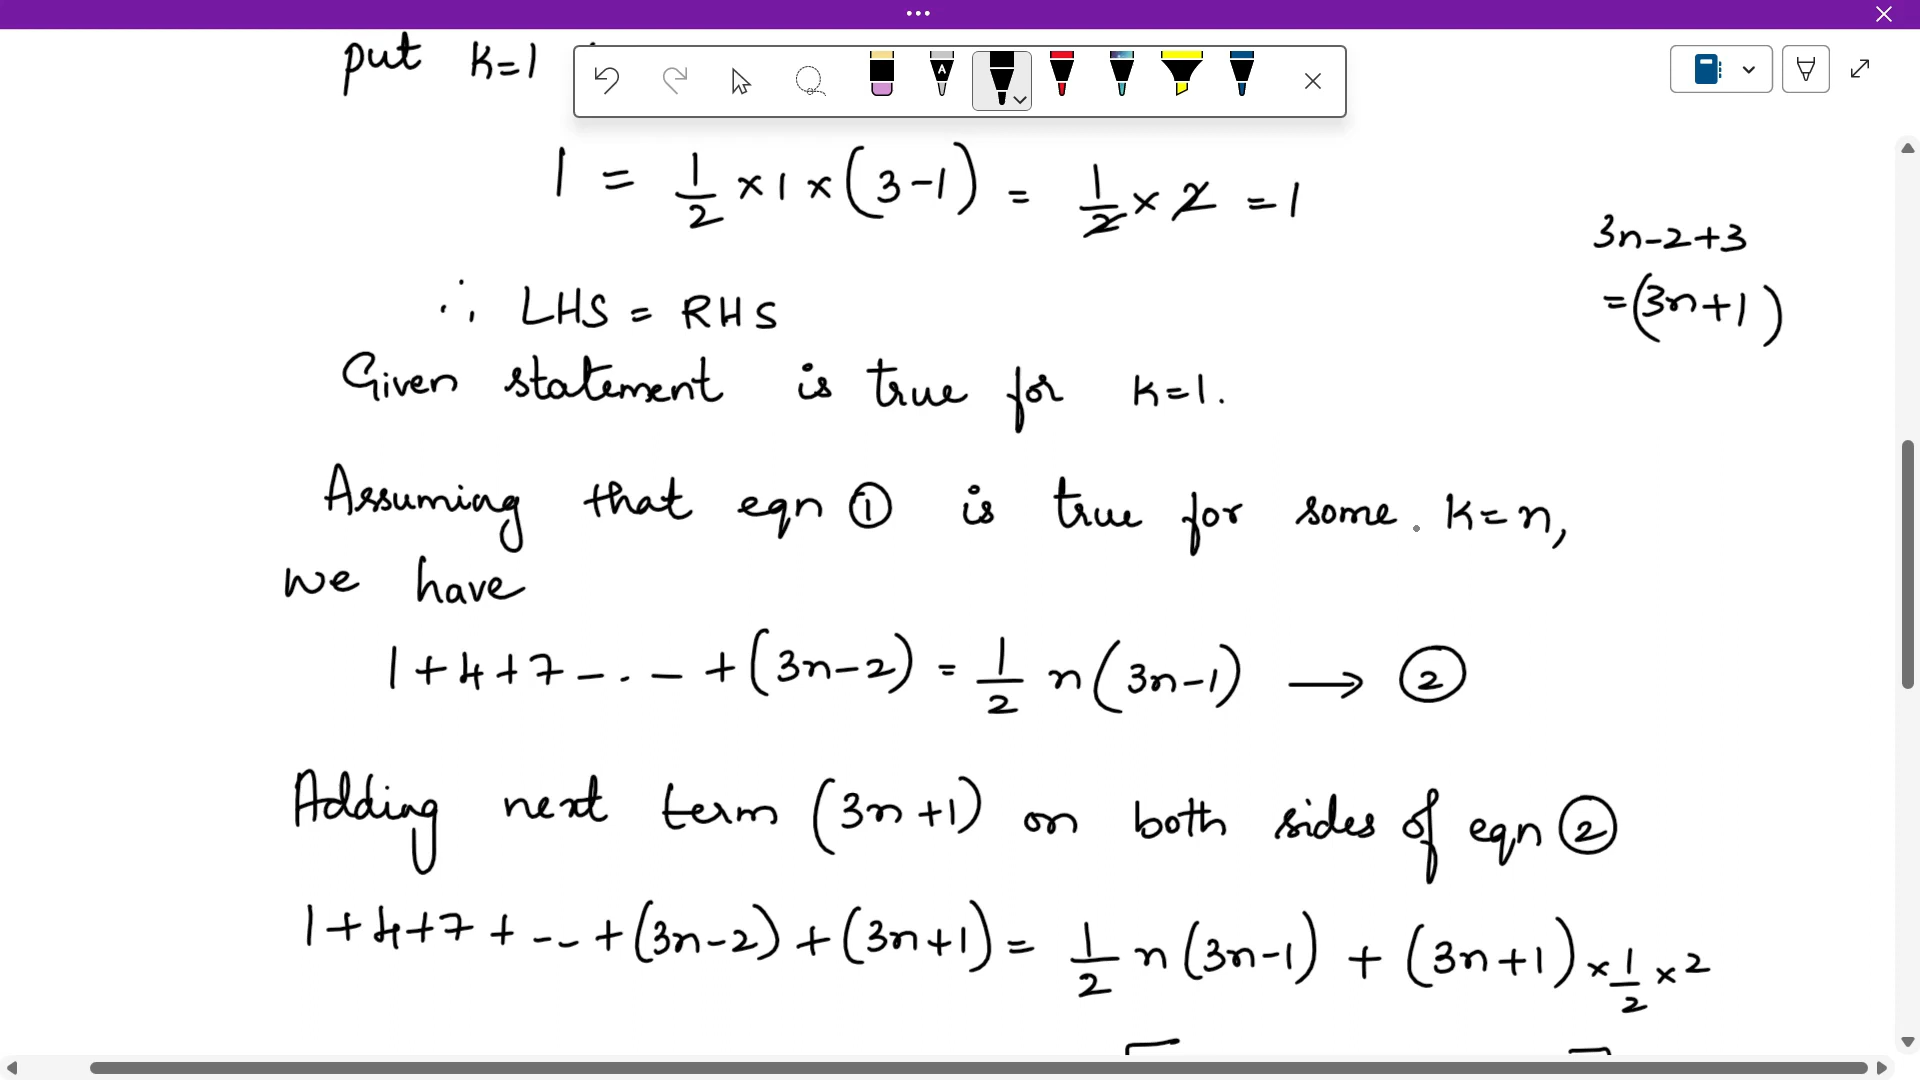 put K=1
1 = 1/2 × 1 × (3-1) = 1/2 × 2 = 1
3n-2+3
=(3n+1)
∴ LHS = RHS
Given statement is true for K=1.
Assuming that eqn ① is true for some. K=n,
we have
1+4+7-.- +(3n-2) = 1/2 n(3n-1) → ②
Adding next term (3n+1) on both sides of eqn ②
1+4+7+--+(3n-2)+(3n+1) = 1/2 n(3n-1) + (3n+1) × 1/2 × 2